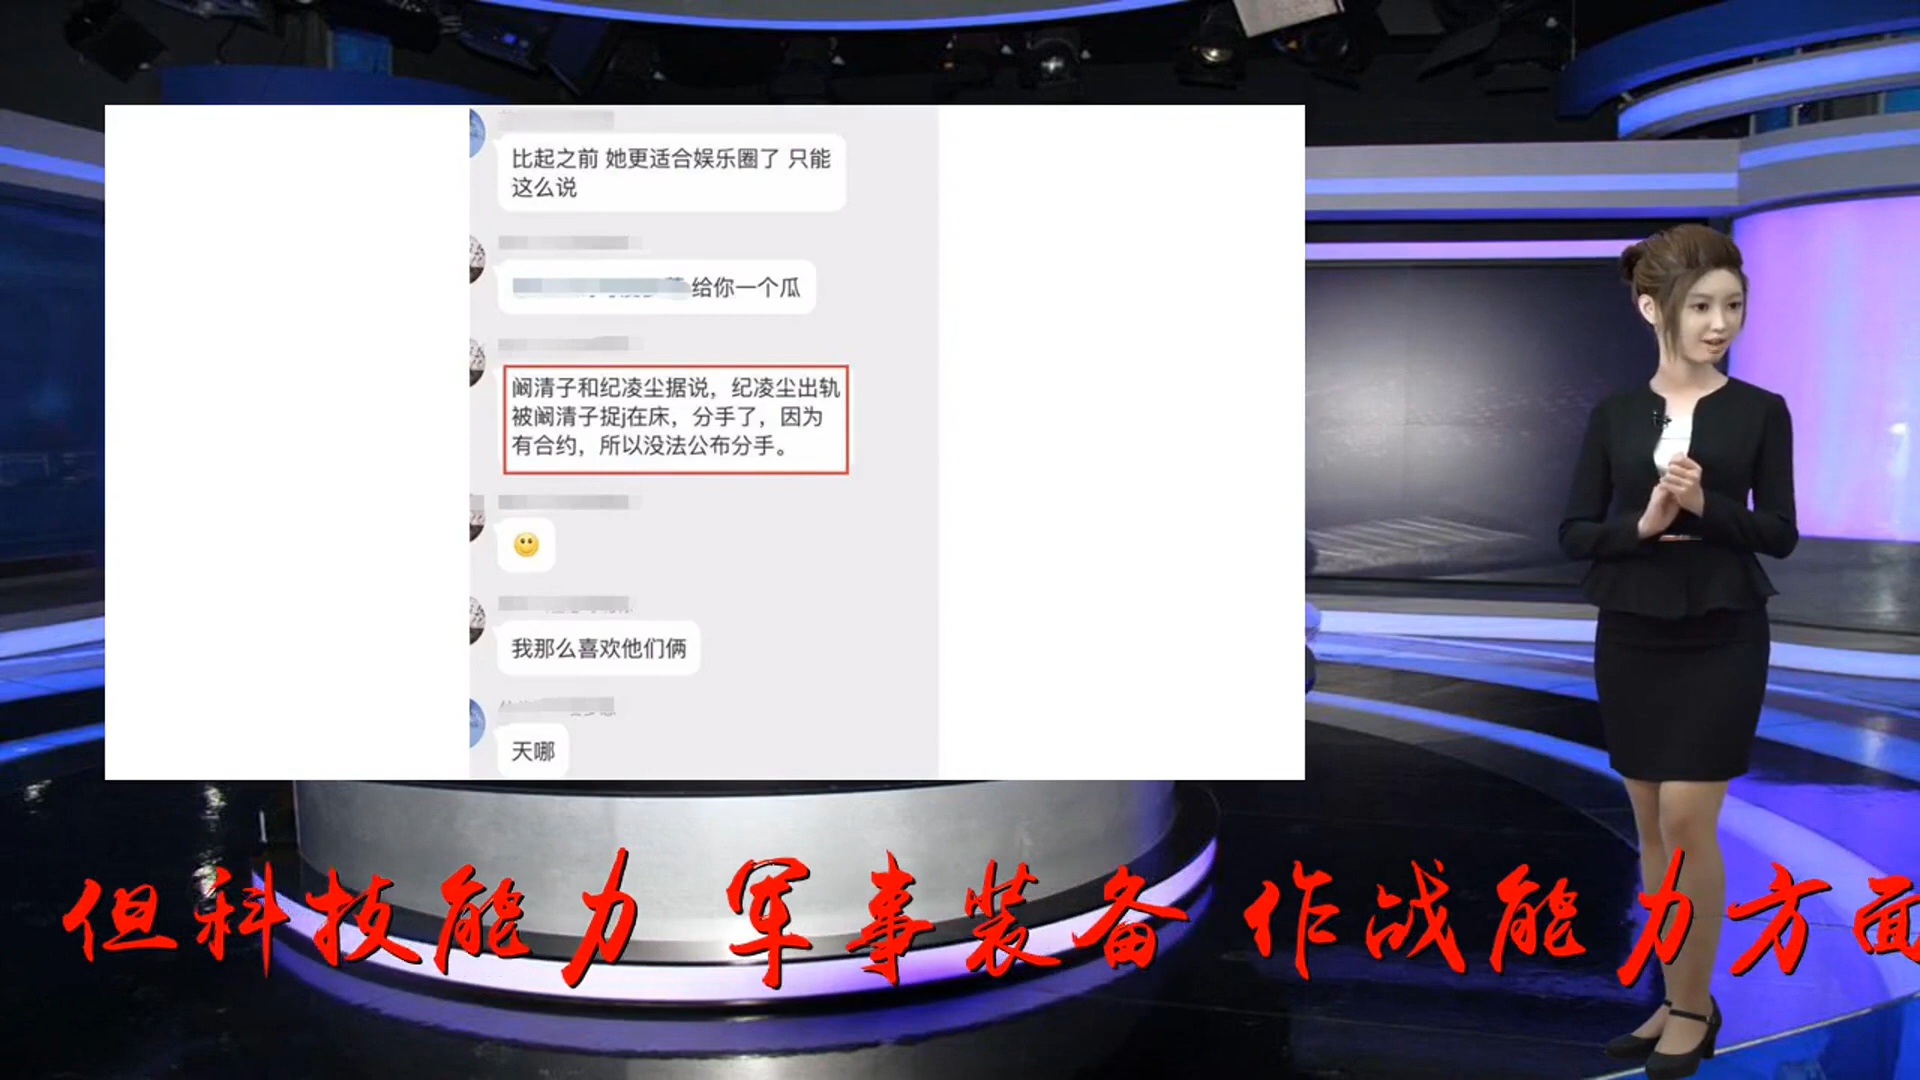 比起之前 她更适合娱乐圈了 只能
这么说
给你一个瓜
阚清子和纪凌尘据说，纪凌尘出轨
被阚清子捉j在床，分手了，因为
有合约，所以没法公布分手。
我那么喜欢他们俩
天哪
但科技能力 军事装备 作战能力方面